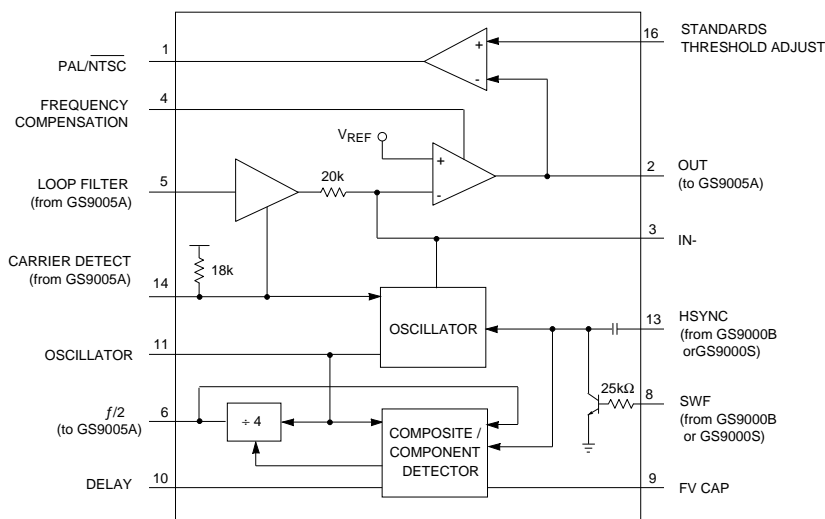 1
PAL/NTSC
16
STANDARDS
THRESHOLD ADJUST
+
-
4
FREQUENCY
COMPENSATION
VREF
+
-
5
LOOP FILTER
(from GS9005A)
20k
2
OUT
(to GS9005A)
3
IN-
CARRIER DETECT
(from GS9005A)
14
18k
OSCILLATOR
13
HSYNC
(from GS9000B
orGS9000S)
11
OSCILLATOR
25kΩ
8
SWF
(from GS9000B
or GS9000S)
ƒ/2
6
(to GS9005A)
÷ 4
COMPOSITE /
COMPONENT
DETECTOR
10
DELAY
9
FV CAP